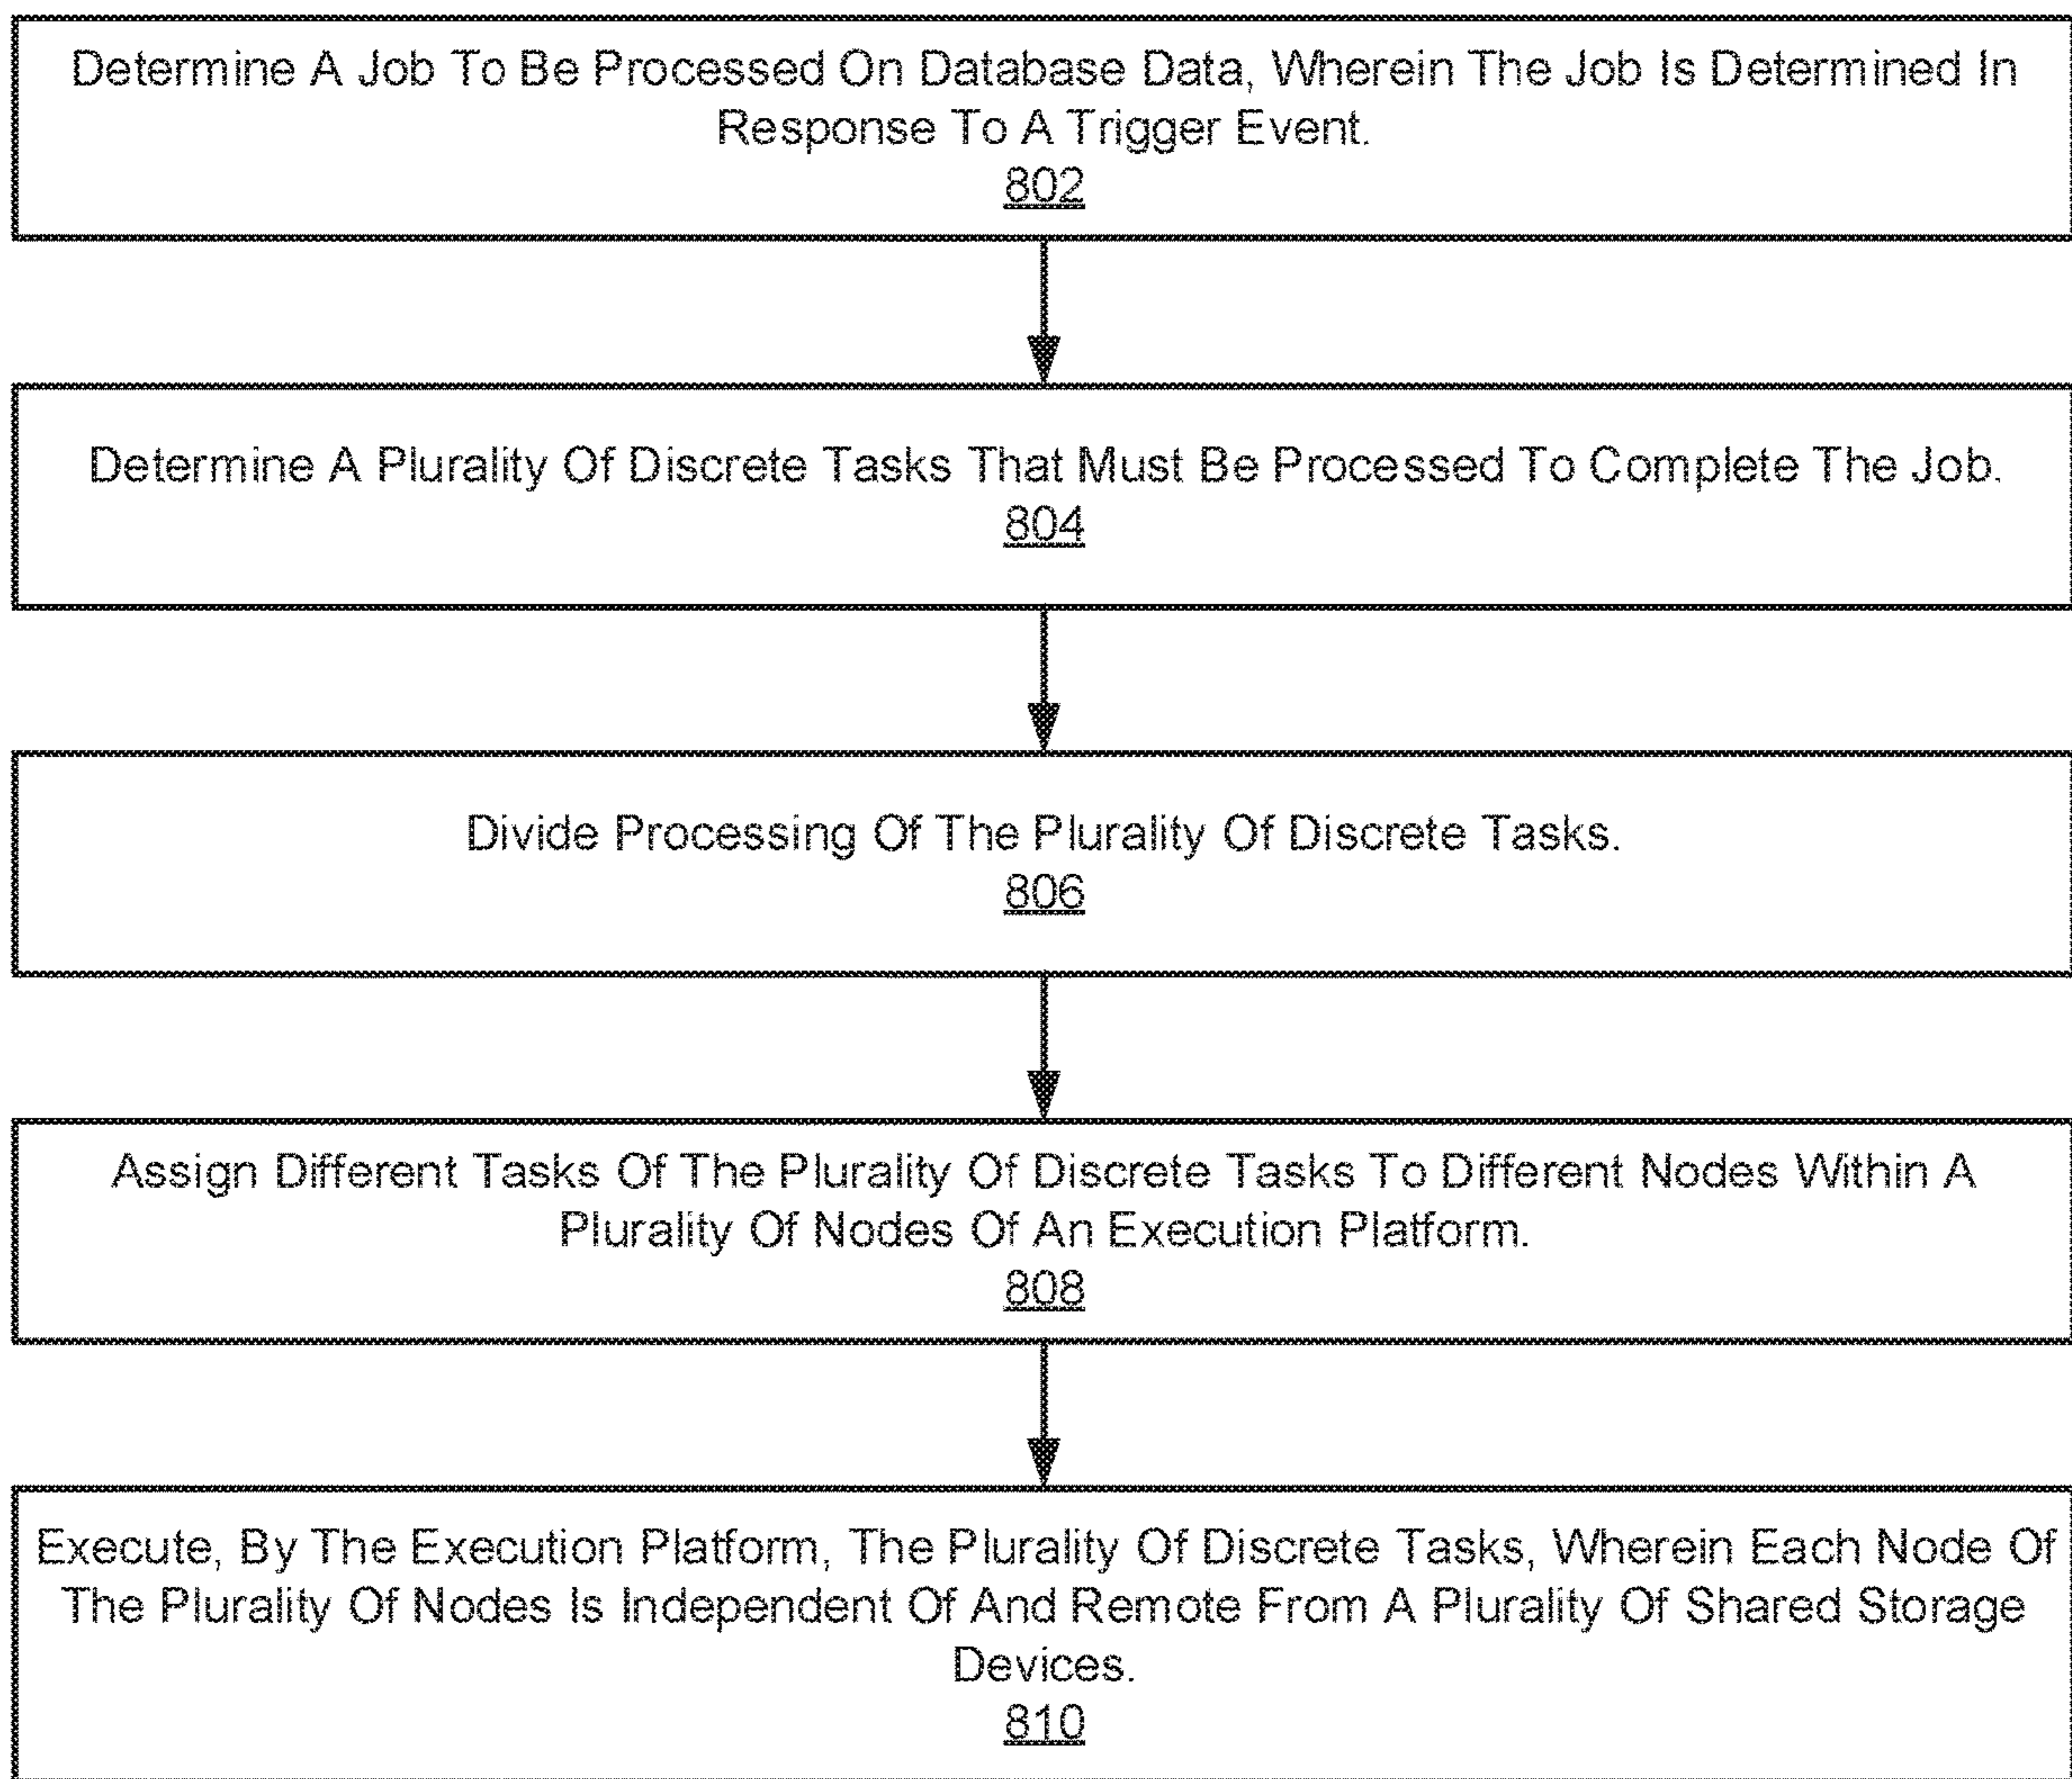 Determine A Job To Be Processed On Database Data, Wherein The Job Is Determined In
Response To A Trigger Event.
802
Determine A Plurality Of Discrete Tasks That Must Be Processed To Complete The Job.
804
Divide Processing Of The Plurality Of Discrete Tasks.
806
Assign Different Tasks Of The Plurality Of Discrete Tasks To Different Nodes Within A
Plurality Of Nodes Of An Execution Platform.
808
Execute, By The Execution Platform, The Plurality Of Discrete Tasks, Wherein Each Node Of
The Plurality Of Nodes Is Independent Of And Remote From A Plurality Of Shared Storage
Devices.
810